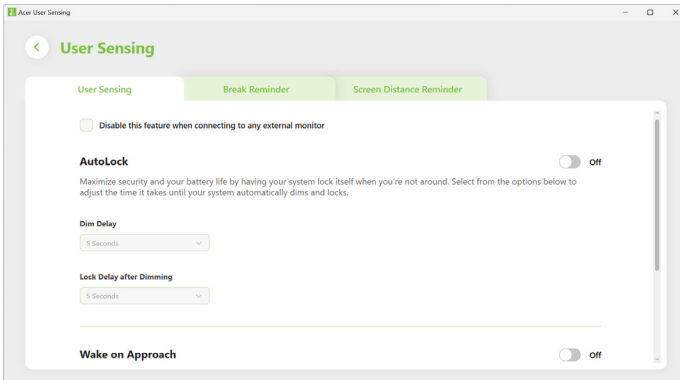 Acer User Sensing
User Sensing
User Sensing
Break Reminder
Screen Distance Reminder
Disable this feature when connecting to any external monitor
AutoLock
Off
Maximize security and your battery life by having your system lock itself when you're not around. Select from the options below to
adjust the time it takes until your system automatically dims and locks.
Dim Delay
5 Seconds
Lock Delay after Dimming
5 Seconds
Wake on Approach
Off